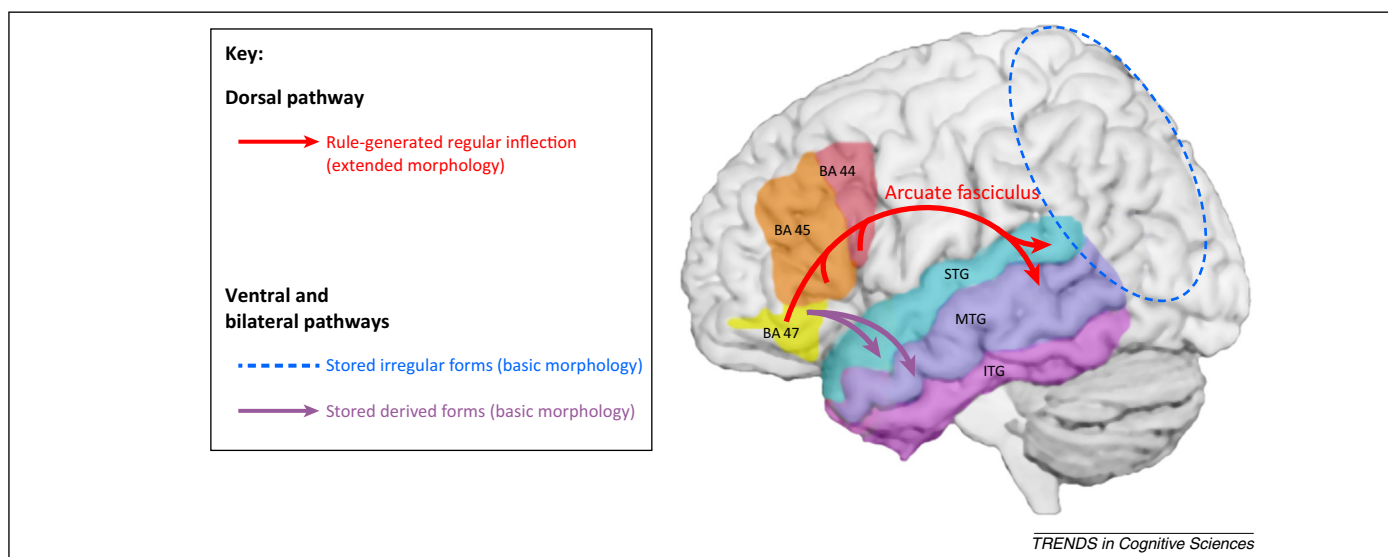 Key:
Dorsal pathway
Rule-generated regular inflection
(extended morphology)
Ventral and
bilateral pathways
Stored irregular forms (basic morphology)
Stored derived forms (basic morphology)
BA 44
Arcuate fasciculus
BA 45
STG
MTG
BA 47
ITG
TRENDS in Cognitive Sciences